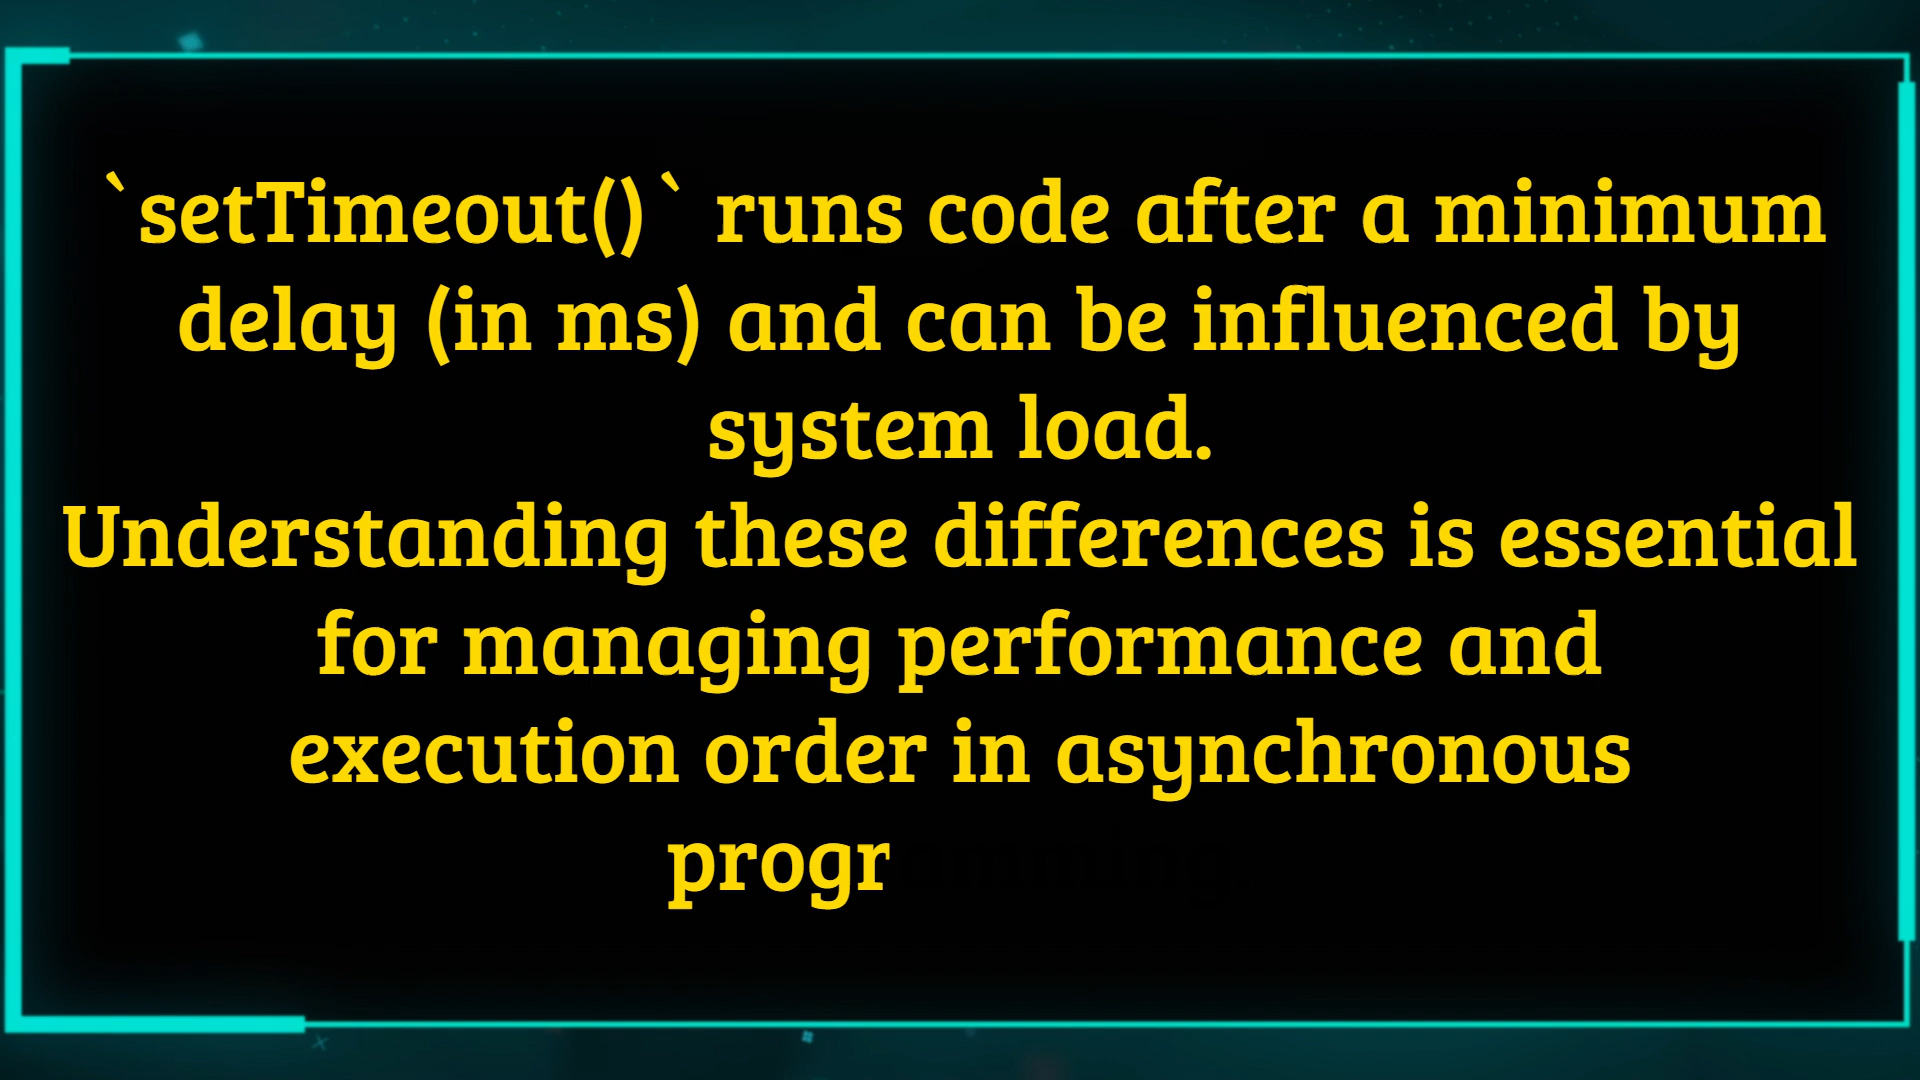 `setTimeout()` runs code after a minimum
delay (in ms) and can be influenced by
system load.
Understanding these differences is essential
for managing performance and
execution order in asynchronous
programming